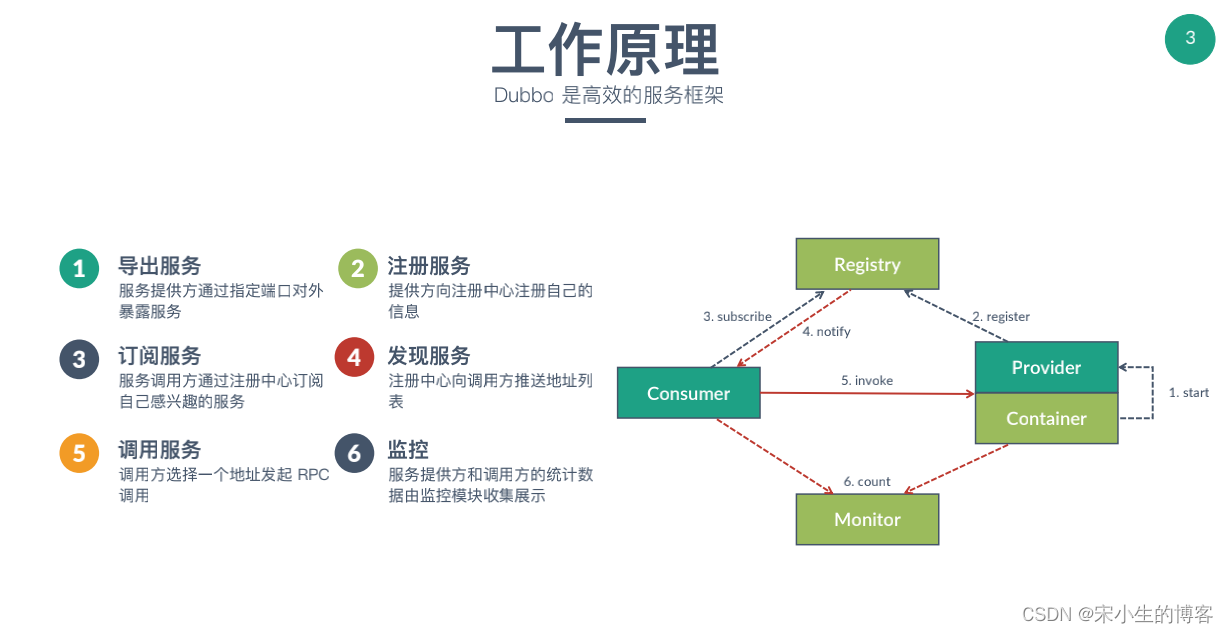 工作原理
Dubbo 是高效的服务框架
3
1
导出服务
服务提供方通过指定端口对外
暴露服务
2
注册服务
提供方向注册中心注册自己的
信息
3
订阅服务
服务调用方通过注册中心订阅
自己感兴趣的服务
4
发现服务
注册中心向调用方推送地址列
表
5
调用服务
调用方选择一个地址发起 RPC
调用
6
监控
服务提供方和调用方的统计数
据由监控模块收集展示
Registry
3. subscribe
4. notify
2. register
Provider
Consumer
5. invoke
Container
1. start
6. count
Monitor
CSDN @宋小生的博客